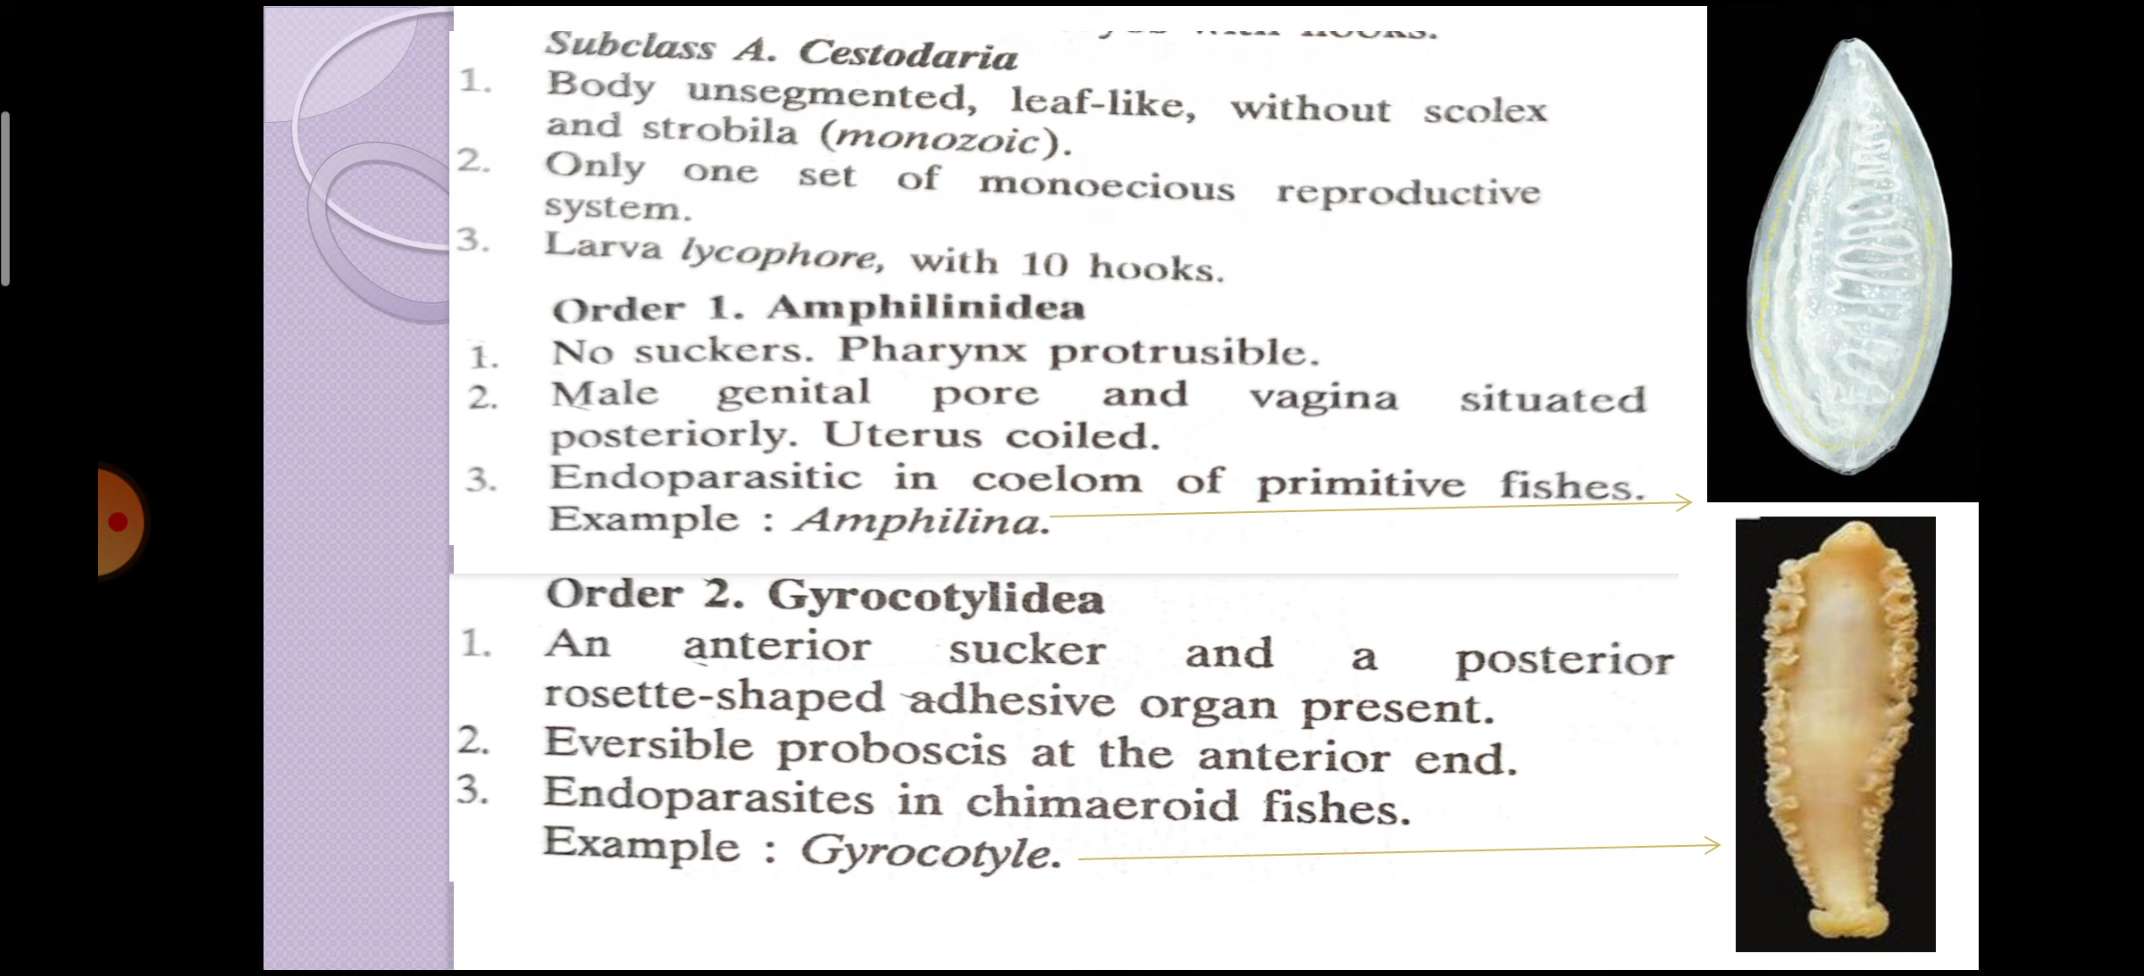 Subclass A. Cestodaria
1. Body unsegmented, leaf-like, without scolex
and strobila (monozoic).
2. Only one set of monoecious reproductive
system.
3. Larva lycophore, with 10 hooks.
Order 1. Amphilinidea
1. No suckers. Pharynx protrusible.
2. Male genital pore and vagina situated
posteriorly. Uterus coiled.
3. Endoparasitic in coelom of primitive fishes.
Example : Amphilina.
Order 2. Gyrocotylidea
1. An anterior sucker and a posterior
rosette-shaped adhesive organ present.
2. Eversible proboscis at the anterior end.
3. Endoparasites in chimaeroid fishes.
Example : Gyrocotyle.